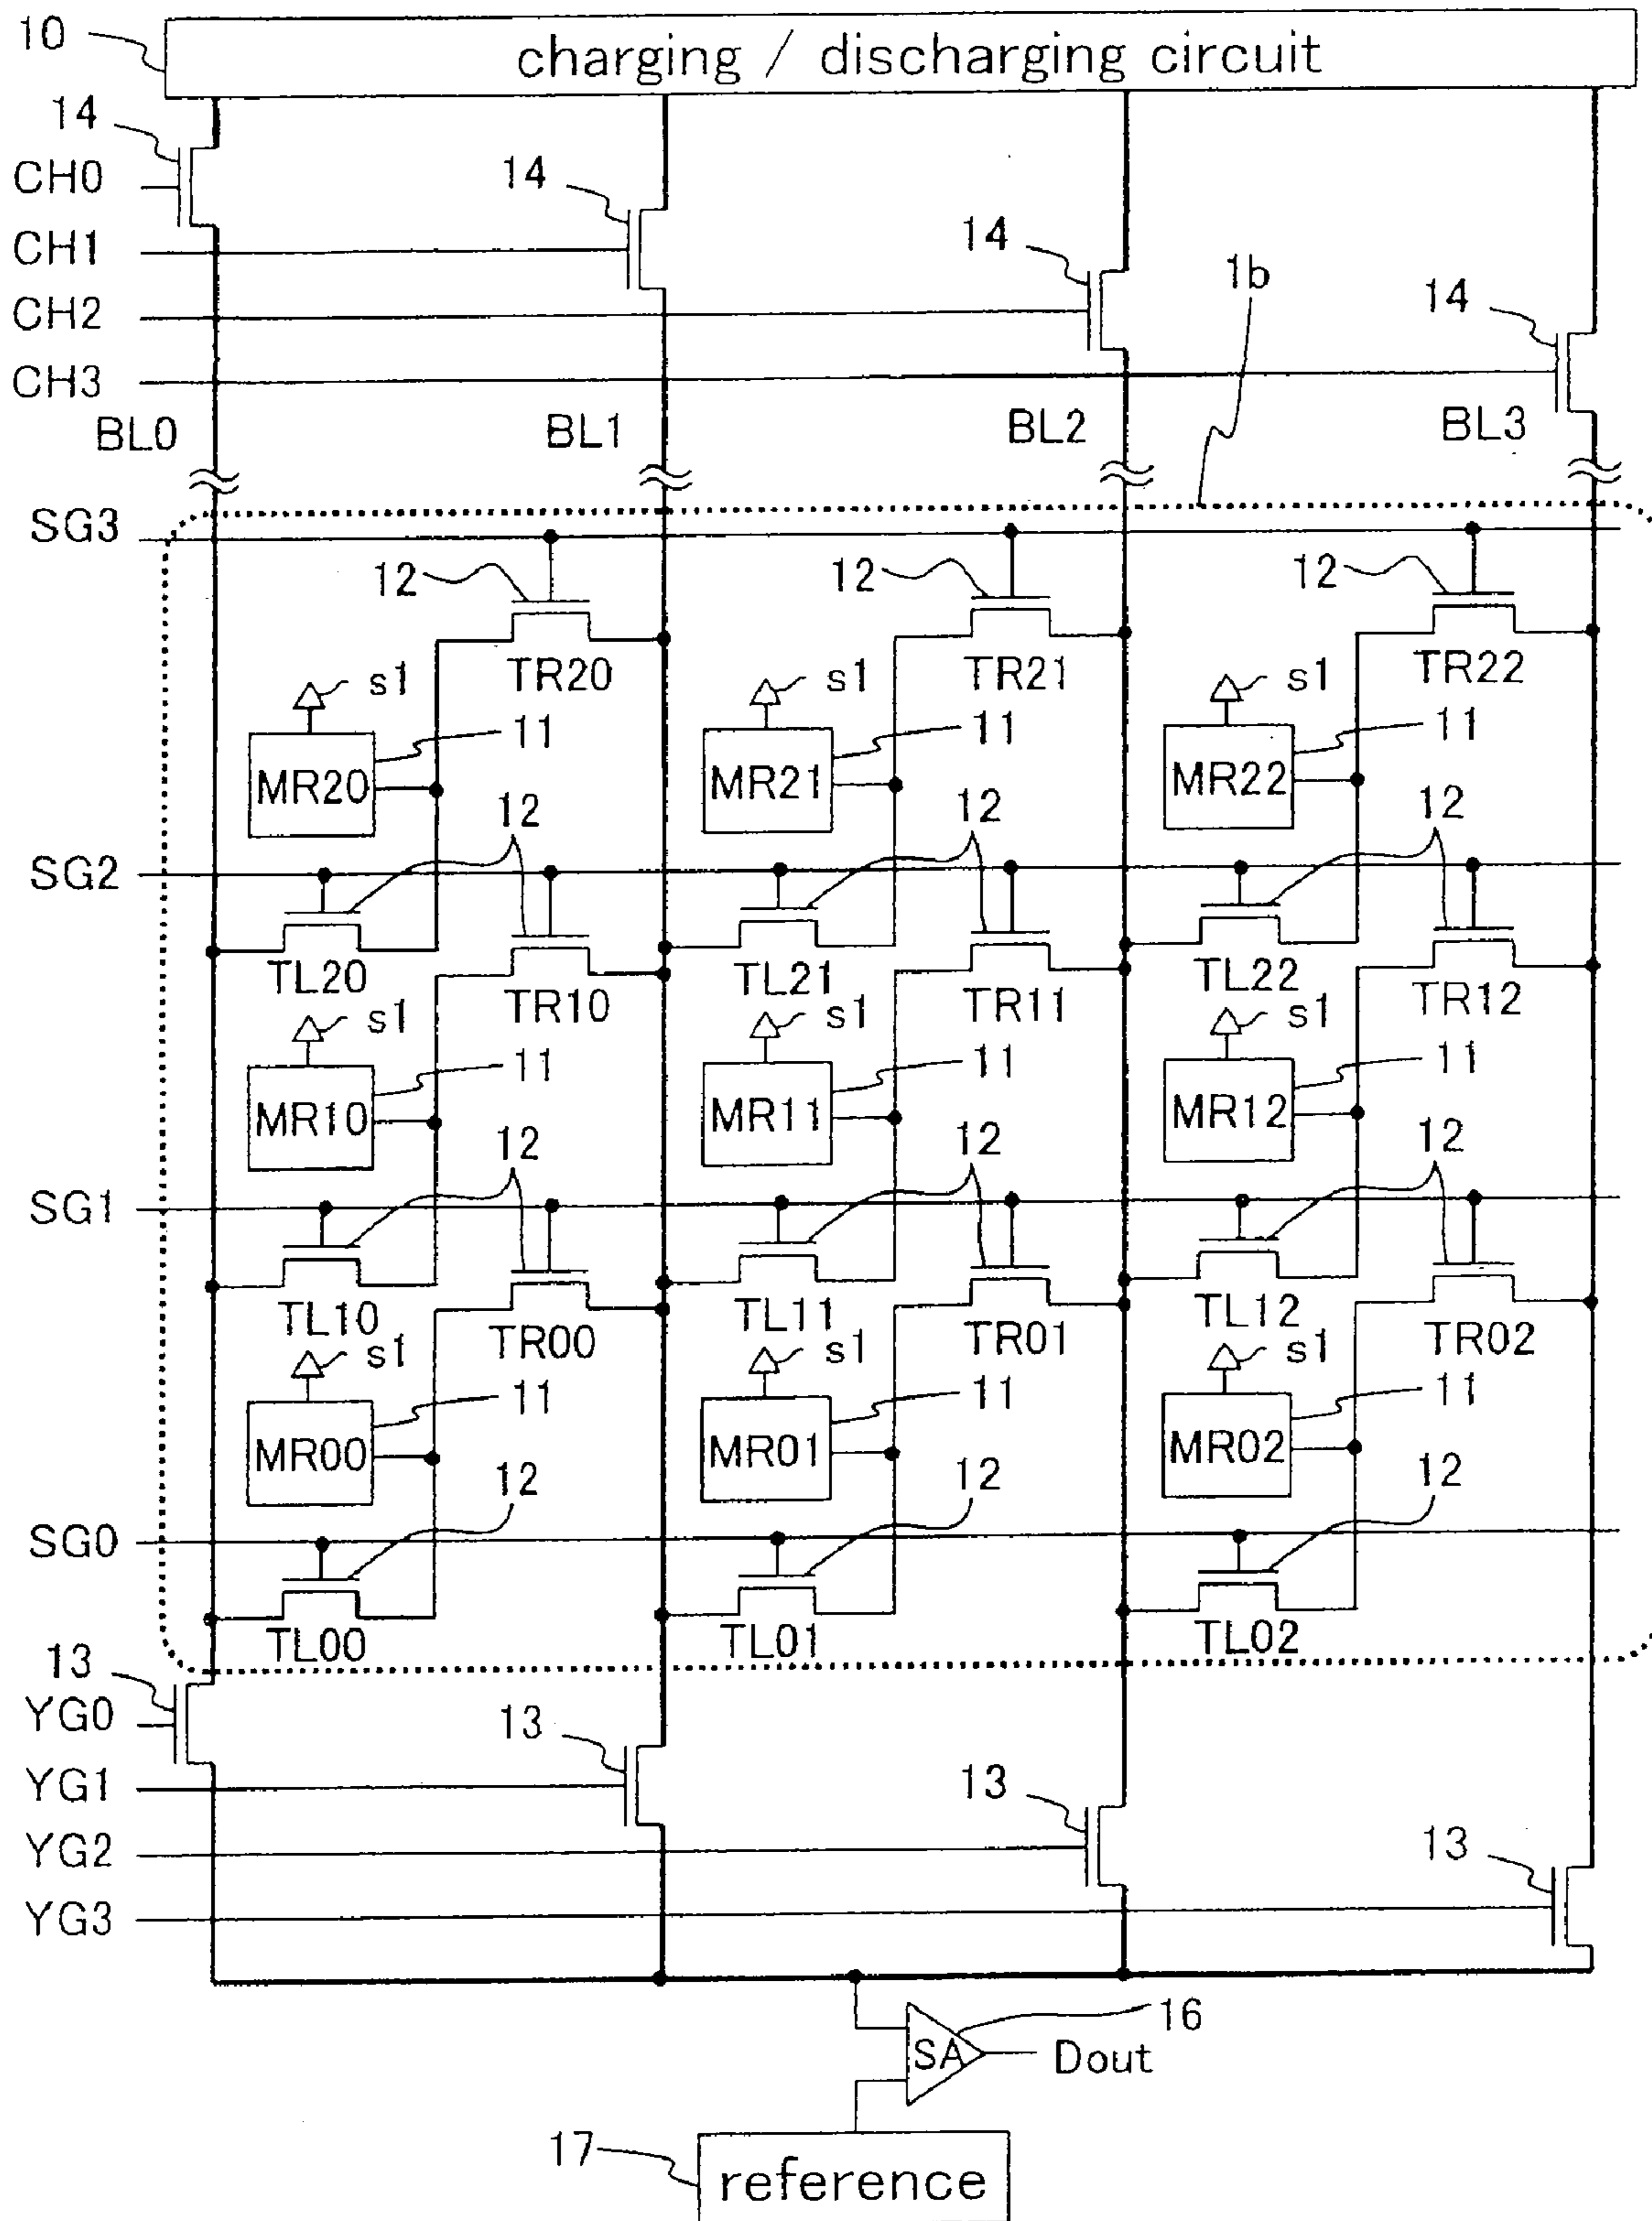 10
charging / discharging circuit
14
CH0
14
CH1
14
CH2
1b
14
CH3
BL0
BL1
BL2
BL3
SG3
12
12
12
TR20
TR21
TR22
s1
s1
s1
11
11
11
MR20
MR21
MR22
12
12
12
SG2
TL20
TL21
TL22
TR10
TR11
TR12
s1
s1
s1
11
11
11
MR10
MR11
MR12
12
12
12
SG1
TL10
TL11
TL12
TR00
TR01
TR02
s1
s1
s1
11
11
11
MR00
MR01
MR02
12
12
12
SG0
TL00
TL01
TL02
13
YG0
13
YG1
13
YG2
13
YG3
16
SA
Dout
17
reference